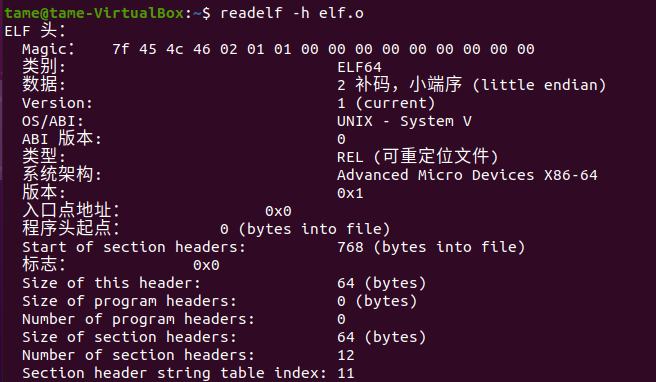 tame@tame-VirtualBox:~$ readelf -h elf.o
ELF 头：
  Magic：   7f 45 4c 46 02 01 01 00 00 00 00 00 00 00 00 00
  类别:                              ELF64
  数据:                              2 补码，小端序 (little endian)
  Version:                           1 (current)
  OS/ABI:                            UNIX - System V
  ABI 版本:                          0
  类型:                              REL (可重定位文件)
  系统架构:                          Advanced Micro Devices X86-64
  版本:                              0x1
  入口点地址：               0x0
  程序头起点：          0 (bytes into file)
  Start of section headers:          768 (bytes into file)
  标志：             0x0
  Size of this header:               64 (bytes)
  Size of program headers:           0 (bytes)
  Number of program headers:         0
  Size of section headers:           64 (bytes)
  Number of section headers:         12
  Section header string table index: 11